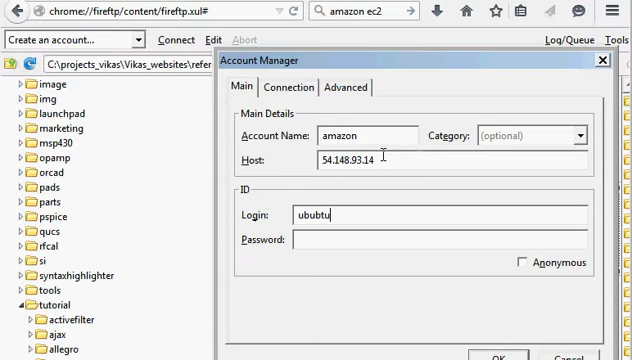 chrome://fireftp/content/fireftp.xul#
amazon ec2
Create an account...
Connect
Edit
Abort
Log/Queue
Tools
C:\projects_vikas\Vikas_websites\refer
Account Manager
Main
Connection
Advanced
Main Details
Account Name:
amazon
Category:
(optional)
Host:
54.148.93.14
ID
Login:
ububtu
Password:
Anonymous
OK
Cancel
image
img
launchpad
marketing
msp430
oparnp
orcad
pads
parts
pspice
qucs
rfcal
si
syntaxhighlighter
tools
tutorial
activefilter
ajax
allegro